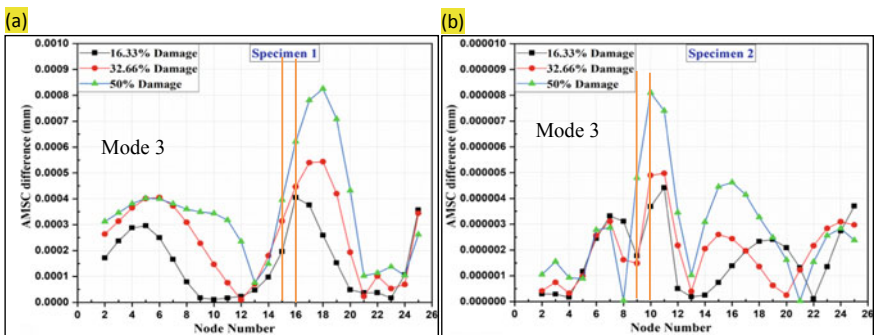 (a)
Specimen 1
16.33% Damage
32.66% Damage
50% Damage
Mode 3
AMSC difference (mm)
0.0010
0.0009
0.0008
0.0007
0.0006
0.0005
0.0004
0.0003
0.0002
0.0001
0.0000
0 2 4 6 8 10 12 14 16 18 20 22 24 26
Node Number
(b)
Specimen 2
16.33% Damage
32.66% Damage
50% Damage
Mode 3
AMSC difference (mm)
0.000010
0.000009
0.000008
0.000007
0.000006
0.000005
0.000004
0.000003
0.000002
0.000001
0.000000
0 2 4 6 8 10 12 14 16 18 20 22 24 26
Node Number